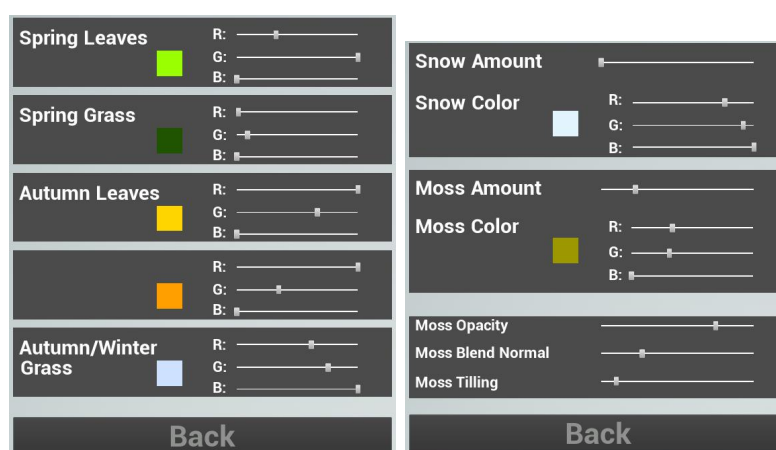 Spring Leaves
R:
G:
B:
Spring Grass
R:
G:
B:
Autumn Leaves
R:
G:
B:
R:
G:
B:
Autumn/Winter
Grass
R:
G:
B:
Back
Snow Amount
Snow Color
R:
G:
B:
Moss Amount
Moss Color
R:
G:
B:
Moss Opacity
Moss Blend Normal
Moss Tilling
Back